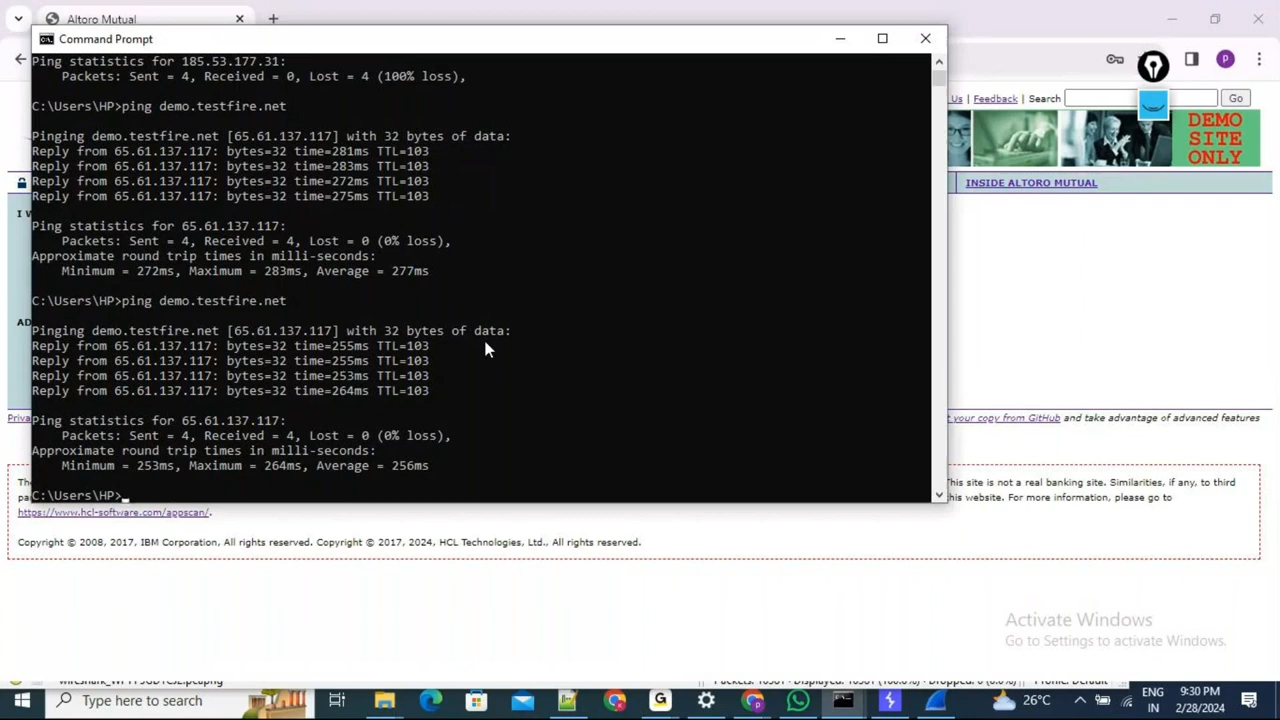 Altoro Mutual
Command Prompt
Ping statistics for 185.53.177.31:
    Packets: Sent = 4, Received = 0, Lost = 4 (100% loss),
C:\Users\HP>ping demo.testfire.net
Pinging demo.testfire.net [65.61.137.117] with 32 bytes of data:
Reply from 65.61.137.117: bytes=32 time=281ms TTL=103
Reply from 65.61.137.117: bytes=32 time=283ms TTL=103
Reply from 65.61.137.117: bytes=32 time=272ms TTL=103
Reply from 65.61.137.117: bytes=32 time=275ms TTL=103
Ping statistics for 65.61.137.117:
    Packets: Sent = 4, Received = 4, Lost = 0 (0% loss),
Approximate round trip times in milli-seconds:
    Minimum = 272ms, Maximum = 283ms, Average = 277ms
C:\Users\HP>ping demo.testfire.net
Pinging demo.testfire.net [65.61.137.117] with 32 bytes of data:
Reply from 65.61.137.117: bytes=32 time=255ms TTL=103
Reply from 65.61.137.117: bytes=32 time=255ms TTL=103
Reply from 65.61.137.117: bytes=32 time=253ms TTL=103
Reply from 65.61.137.117: bytes=32 time=264ms TTL=103
Ping statistics for 65.61.137.117:
    Packets: Sent = 4, Received = 4, Lost = 0 (0% loss),
Approximate round trip times in milli-seconds:
    Minimum = 253ms, Maximum = 264ms, Average = 256ms
C:\Users\HP>
P
Us | Feedback | Search
Go
DEMO
SITE
ONLY
INSIDE ALTORO MUTUAL
I W
AD
Priva
t your copy from GitHub and take advantage of advanced features
The
This site is not a real banking site. Similarities, if any, to third
par
his website. For more information, please go to
https://www.hcl-software.com/appscan/.
Copyright © 2008, 2017, IBM Corporation, All rights reserved. Copyright © 2017, 2024, HCL Technologies, Ltd., All rights reserved.
Activate Windows
Go to Settings to activate Windows.
Type here to search
26°C
ENG
IN
9:30 PM
2/28/2024